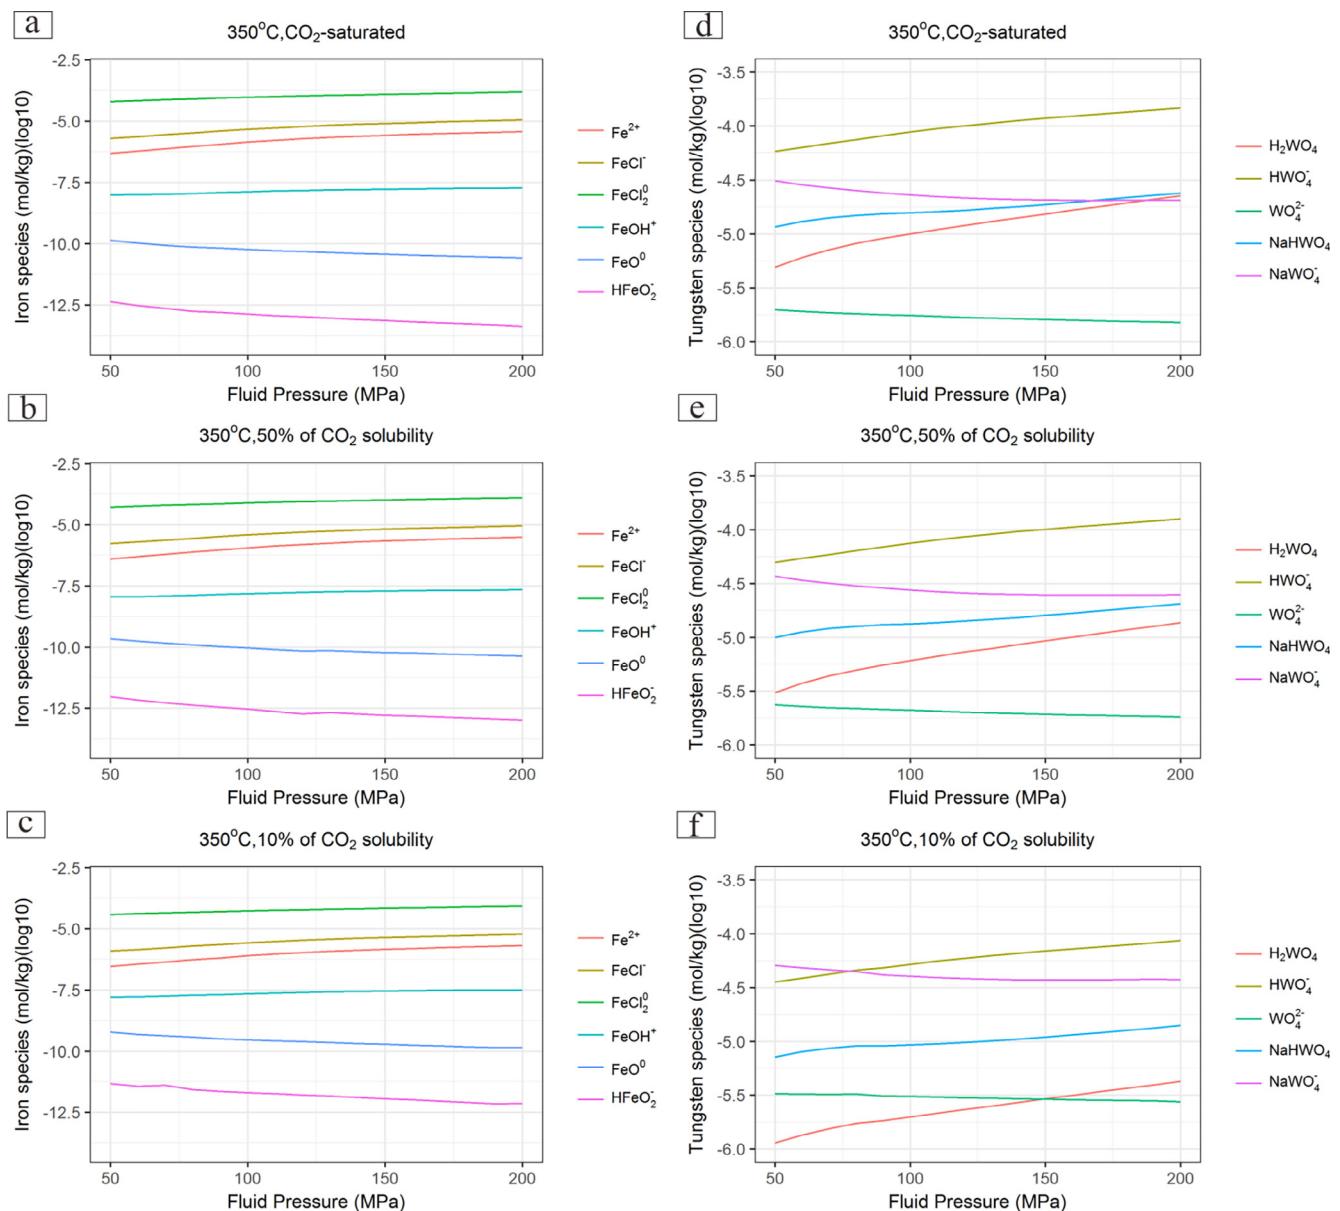 a
350°C,CO₂-saturated
Iron species (mol/kg)(log10)
-2.5
-5.0
-7.5
-10.0
-12.5
50
100
150
200
Fluid Pressure (MPa)
Fe²⁺
FeCl⁻
FeCl₂⁰
FeOH⁺
FeO⁰
HFeO₂⁻
d
350°C,CO₂-saturated
Tungsten species (mol/kg)(log10)
-3.5
-4.0
-4.5
-5.0
-5.5
-6.0
50
100
150
200
Fluid Pressure (MPa)
H₂WO₄
HWO₄⁻
WO₄²⁻
NaHWO₄
NaWO₄⁻
b
350°C,50% of CO₂ solubility
Iron species (mol/kg)(log10)
-2.5
-5.0
-7.5
-10.0
-12.5
50
100
150
200
Fluid Pressure (MPa)
Fe²⁺
FeCl⁻
FeCl₂⁰
FeOH⁺
FeO⁰
HFeO₂⁻
e
350°C,50% of CO₂ solubility
Tungsten species (mol/kg)(log10)
-3.5
-4.0
-4.5
-5.0
-5.5
-6.0
50
100
150
200
Fluid Pressure (MPa)
H₂WO₄
HWO₄⁻
WO₄²⁻
NaHWO₄
NaWO₄⁻
c
350°C,10% of CO₂ solubility
Iron species (mol/kg)(log10)
-2.5
-5.0
-7.5
-10.0
-12.5
50
100
150
200
Fluid Pressure (MPa)
Fe²⁺
FeCl⁻
FeCl₂⁰
FeOH⁺
FeO⁰
HFeO₂⁻
f
350°C,10% of CO₂ solubility
Tungsten species (mol/kg)(log10)
-3.5
-4.0
-4.5
-5.0
-5.5
-6.0
50
100
150
200
Fluid Pressure (MPa)
H₂WO₄
HWO₄⁻
WO₄²⁻
NaHWO₄
NaWO₄⁻